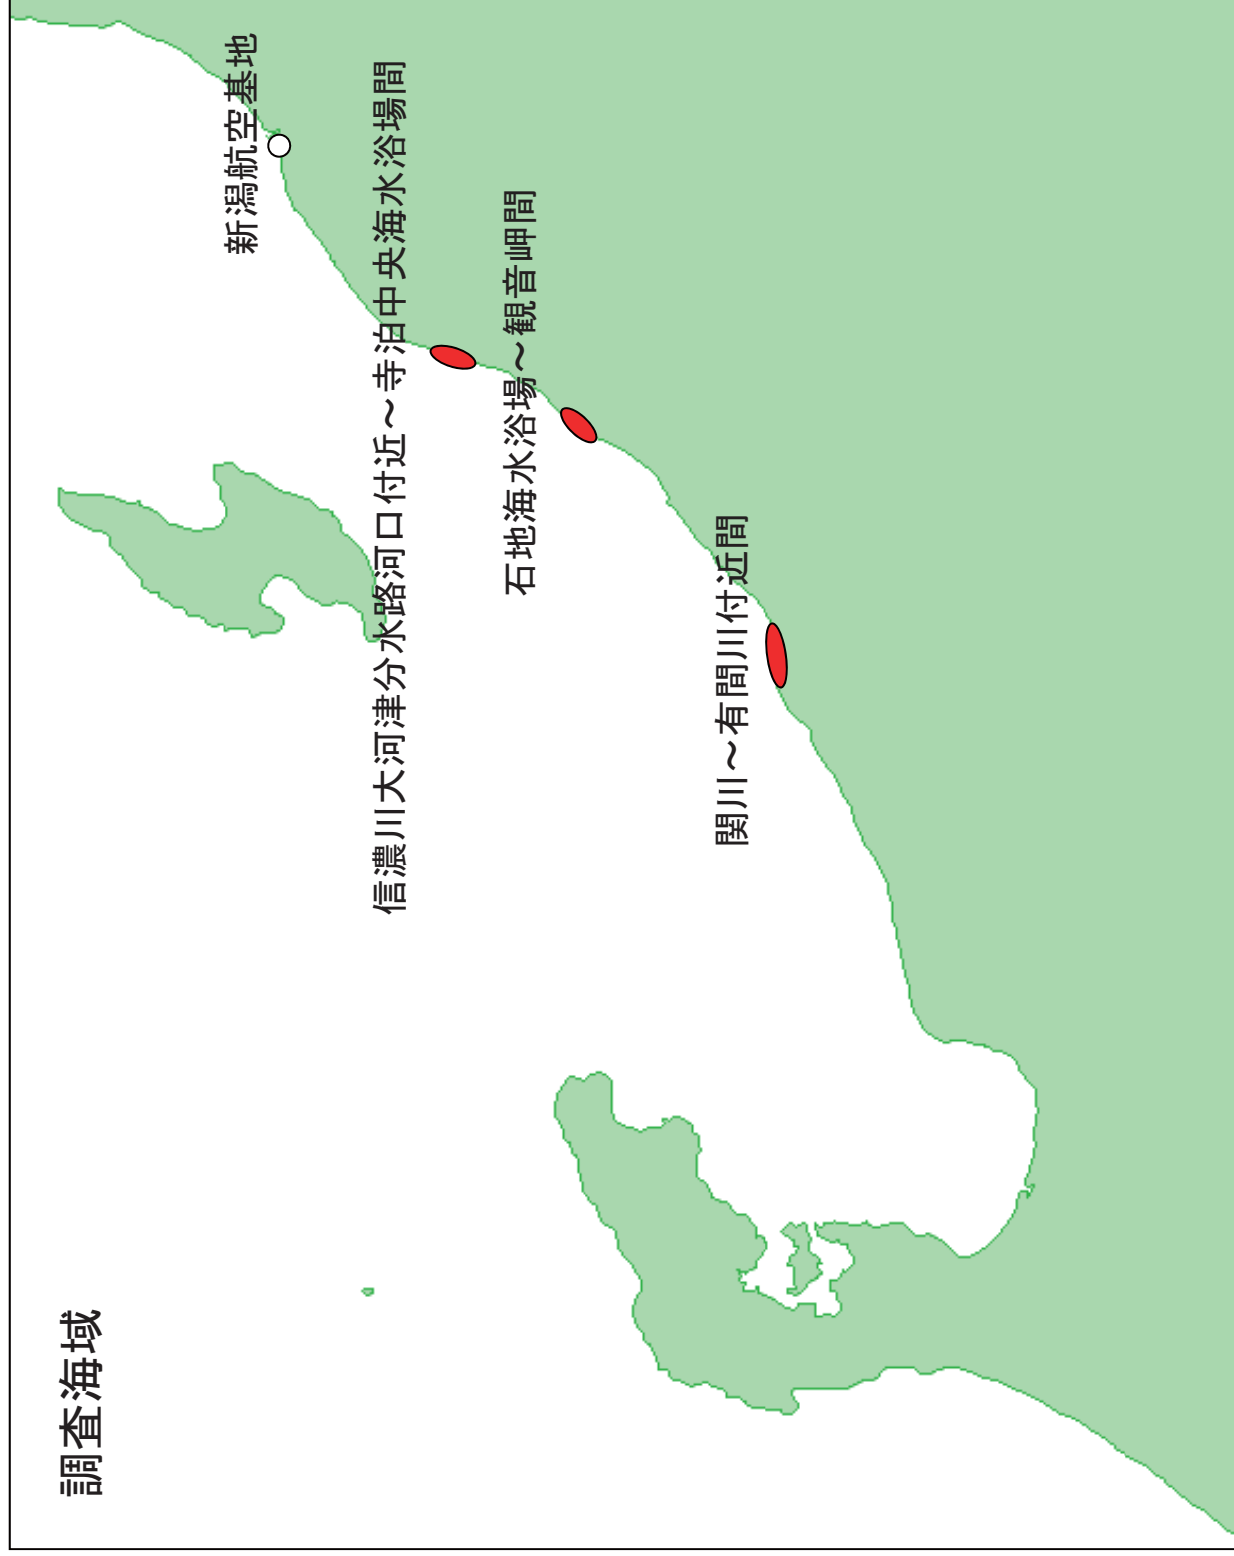 調査海域
新潟航空基地
信濃川大河津分水路河口付近~寺泊中央海水浴場間
石地海水浴場~観音岬間
関川~有間川付近間